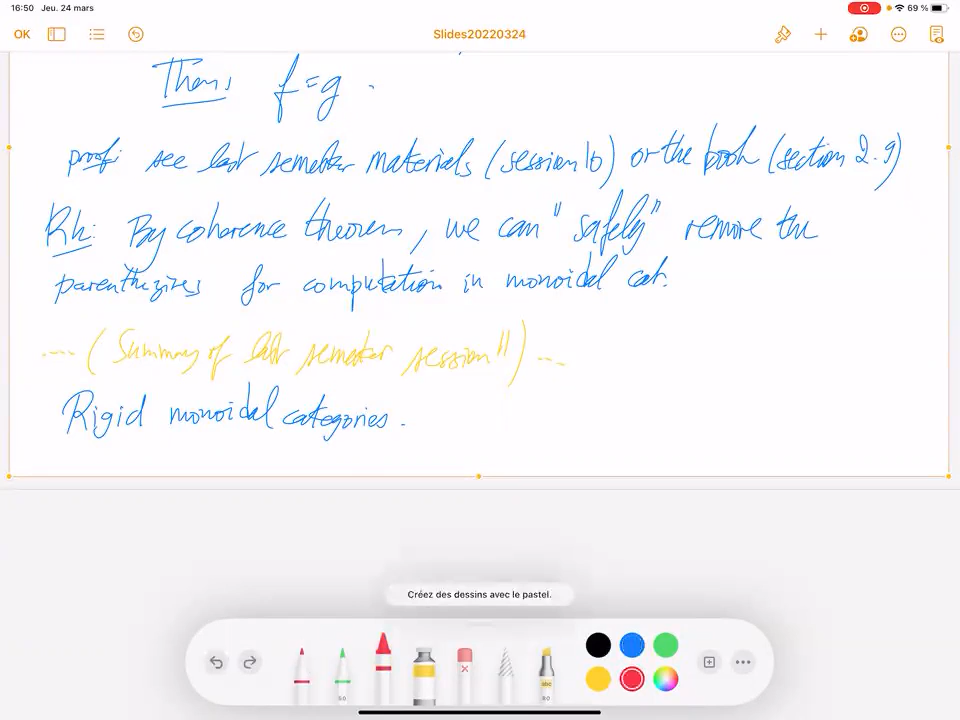 16:50 Jeu. 24 mars
69 %
OK
Slides20220324
Then, f=g.
proof: see last semester materials (session 10) or the book (section 2.9)
Rk: By coherence theorem, we can "safely" remove the
parenthezizes for computation in monoidal cat.
.... (Summary of last semester session 11) ....
Rigid monoidal categories.
Créez des dessins avec le pastel.